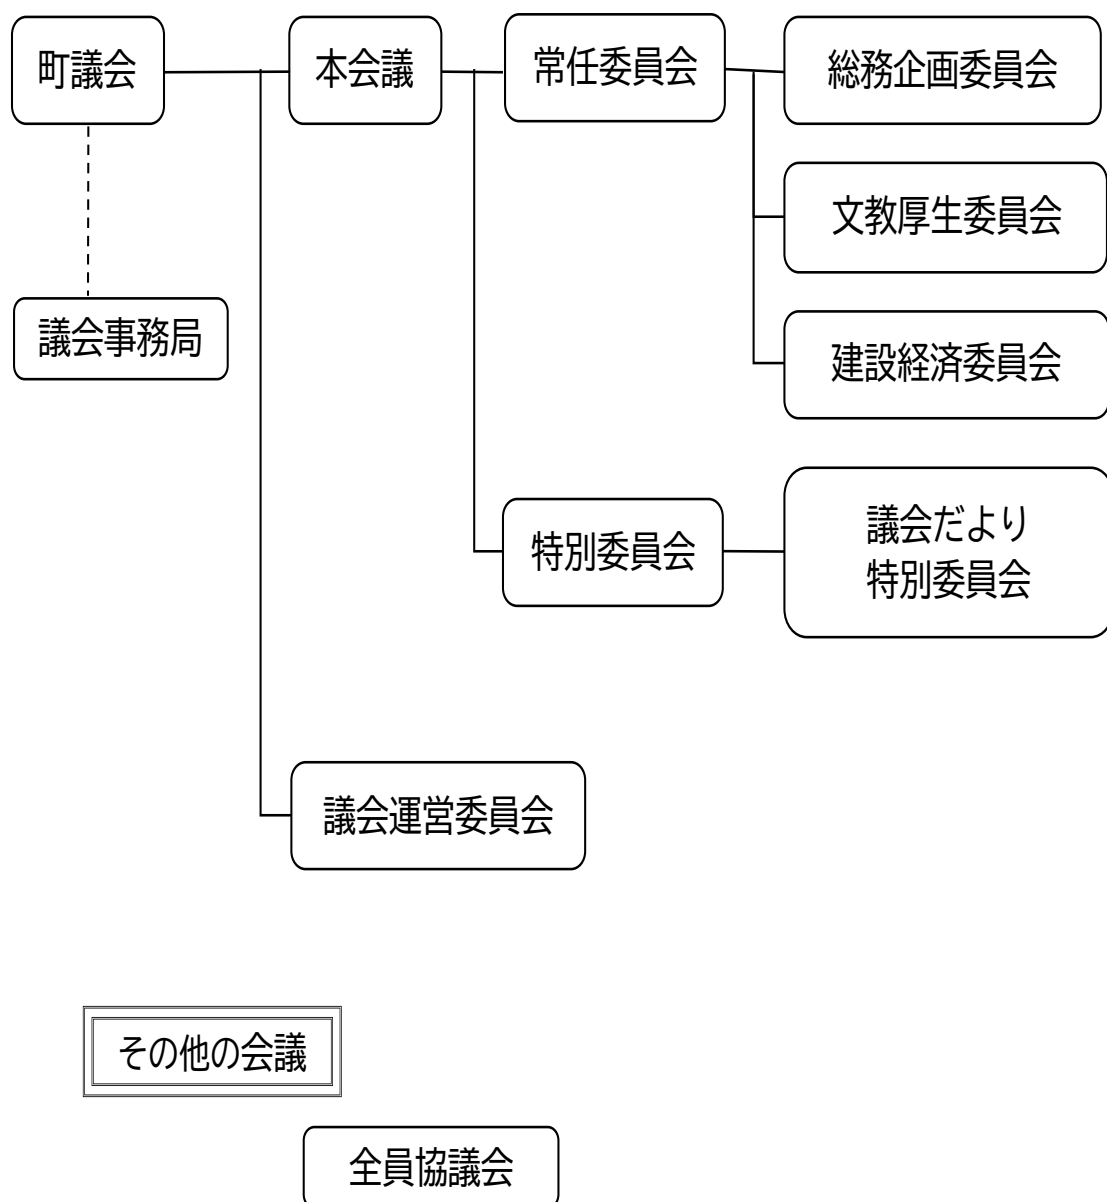 町議会
本会議
常任委員会
総務企画委員会
文教厚生委員会
議会事務局
建設経済委員会
特別委員会
議会だより
特別委員会
議会運営委員会
その他の会議
全員協議会